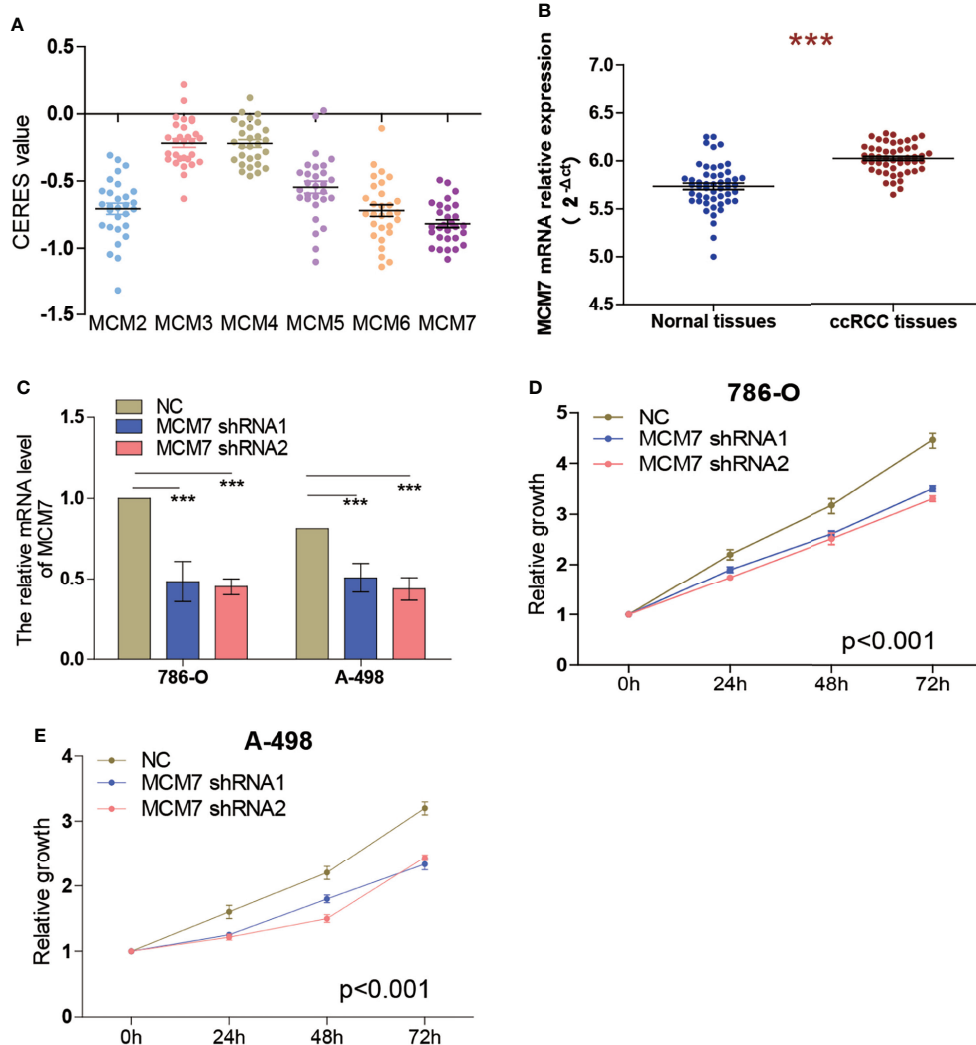 A
CERES value
0.5
0.0
-0.5
-1.0
-1.5
MCM2 MCM3 MCM4 MCM5 MCM6 MCM7
B
***
MCM7 mRNA relative expression
( 2^-Δct)
7.0
6.5
6.0
5.5
5.0
4.5
Nornal tissues ccRCC tissues
C
NC
MCM7 shRNA1
MCM7 shRNA2
The relative mRNA level
of MCM7
1.5
1.0
0.5
0.0
*** *** *** ***
786-O A-498
D
786-O
NC
MCM7 shRNA1
MCM7 shRNA2
Relative growth
5
4
3
2
1
0
p<0.001
0h 24h 48h 72h
E
A-498
NC
MCM7 shRNA1
MCM7 shRNA2
Relative growth
4
3
2
1
0
p<0.001
0h 24h 48h 72h